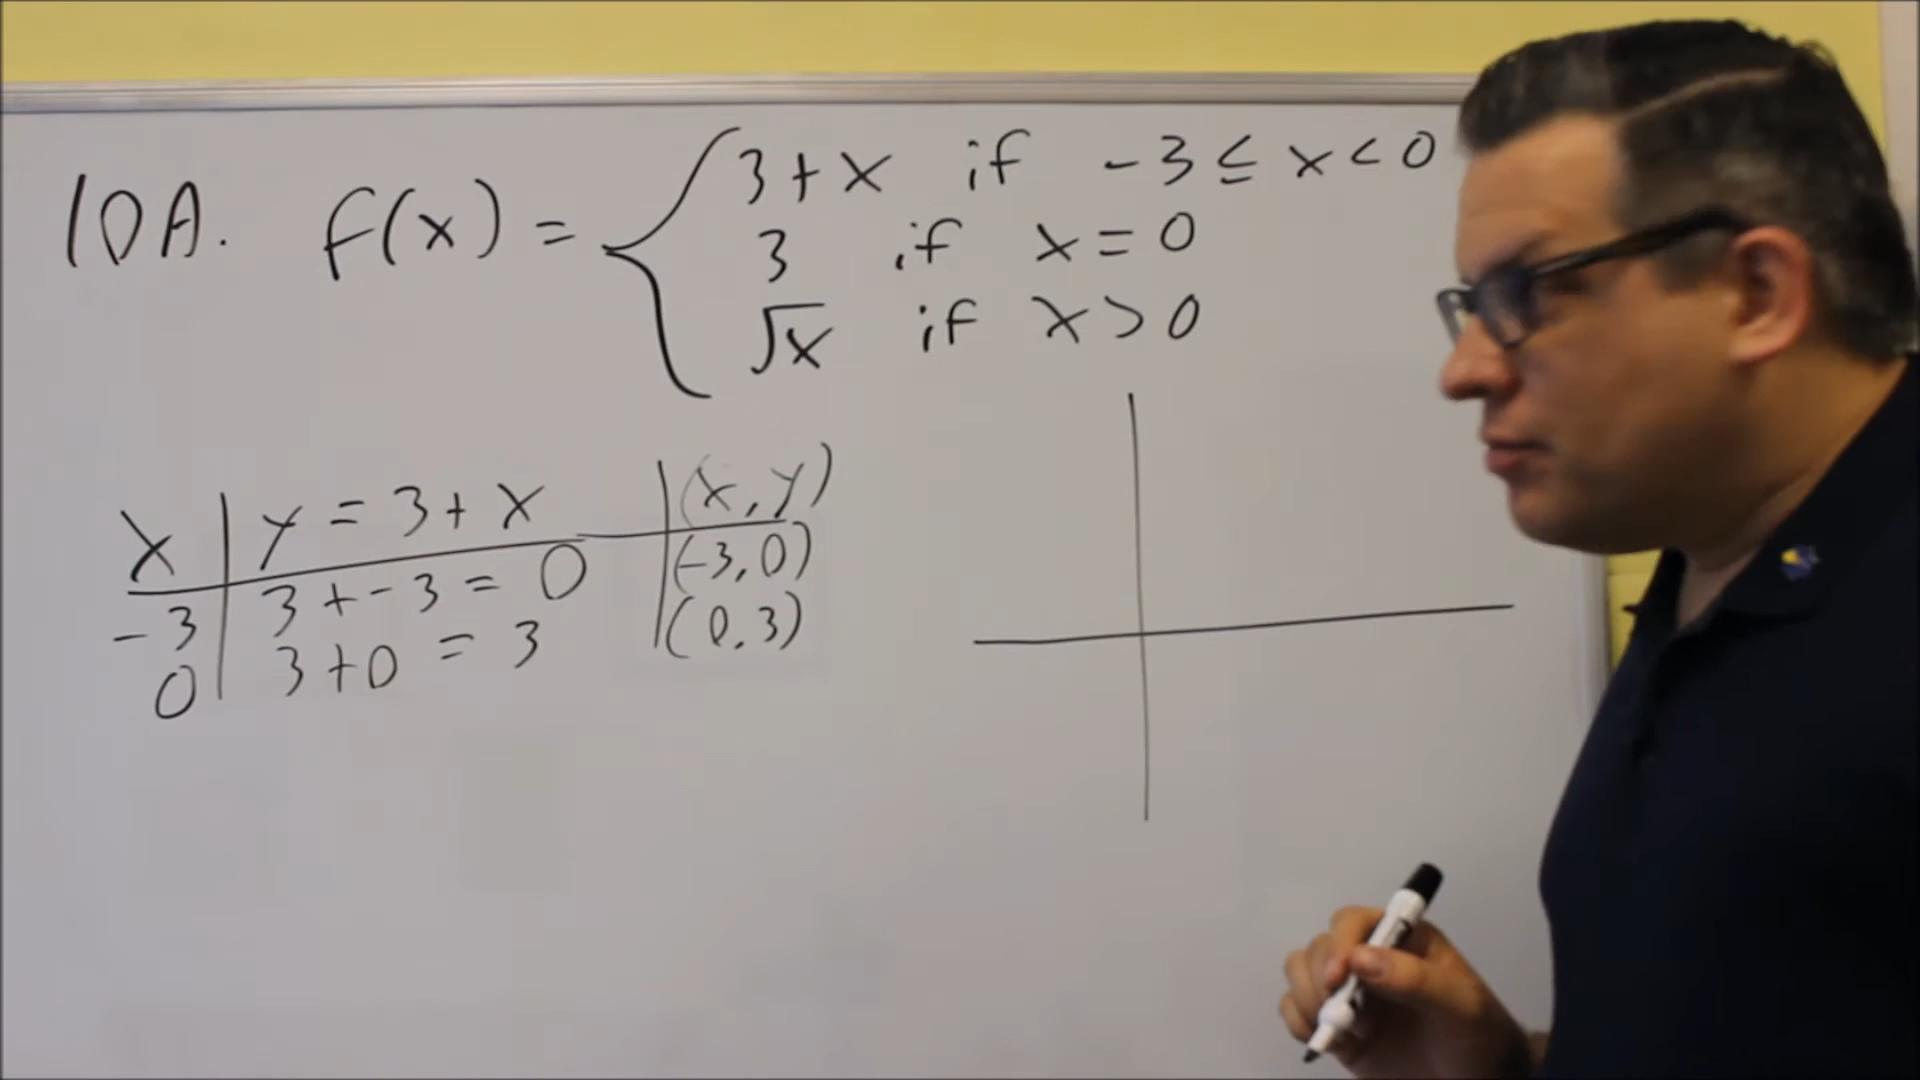 10A. f(x) = { 3+x if -3 ≤ x < 0
3 if x = 0
√x if x > 0
x | y = 3+x | (x,y)
-3 | 3+-3 = 0 | (-3,0)
0 | 3+0 = 3 | (0,3)